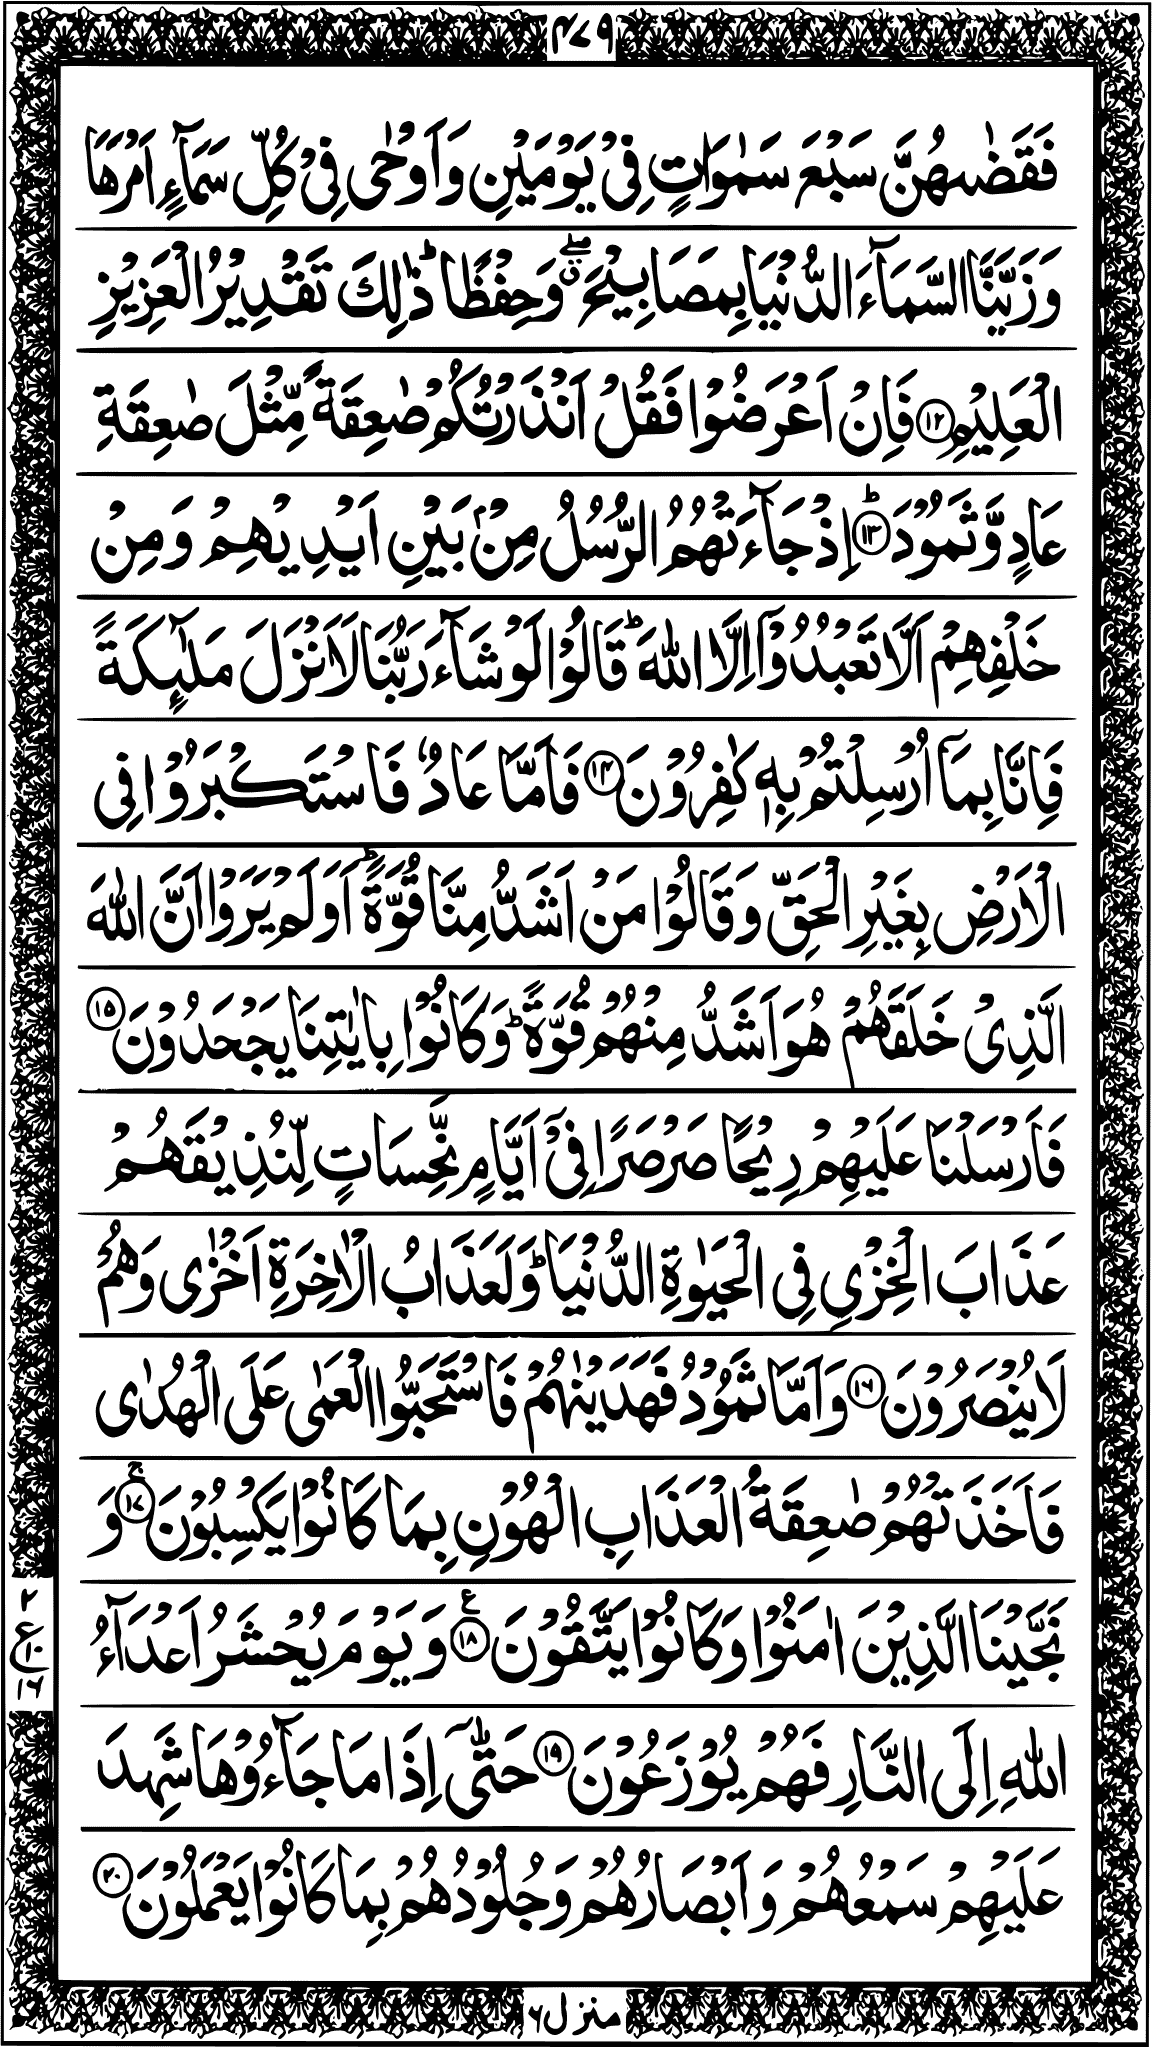 ۴۷۹
فَقَضٰىهُنَّ سَبْعَ سَمٰوَاتٍ فِیْ یَوْمَیْنِ وَ اَوْحٰی فِیْ كُلِّ سَمَآءٍ اَمْرَهَا
وَ زَیَّنَّا السَّمَآءَ الدُّنْیَا بِمَصَابِیْحَ ۖۗ وَ حِفْظًا ؕ ذٰلِكَ تَقْدِیْرُ الْعَزِیْزِ
الْعَلِیْمِ ﴿۱۲﴾ فَاِنْ اَعْرَضُوْا فَقُلْ اَنْذَرْتُكُمْ صٰعِقَةً مِّثْلَ صٰعِقَةِ
عَادٍ وَّ ثَمُوْدَ ﴿۱۳﴾ؕ اِذْ جَآءَتْهُمُ الرُّسُلُ مِنْۢ بَیْنِ اَیْدِیْهِمْ وَ مِنْ
خَلْفِهِمْ اَلَّا تَعْبُدُوْۤا اِلَّا اللّٰهَ ؕ قَالُوْا لَوْ شَآءَ رَبُّنَا لَاَنْزَلَ مَلٰٓىِٕكَةً
فَاِنَّا بِمَاۤ اُرْسِلْتُمْ بِهٖ كٰفِرُوْنَ ﴿۱۴﴾ فَاَمَّا عَادٌ فَاسْتَكْبَرُوْا فِی
الْاَرْضِ بِغَیْرِ الْحَقِّ وَ قَالُوْا مَنْ اَشَدُّ مِنَّا قُوَّةً ؕ اَوَ لَمْ یَرَوْا اَنَّ اللّٰهَ
الَّذِیْ خَلَقَهُمْ هُوَ اَشَدُّ مِنْهُمْ قُوَّةً ؕ وَ كَانُوْا بِاٰیٰتِنَا یَجْحَدُوْنَ ﴿۱۵﴾
فَاَرْسَلْنَا عَلَیْهِمْ رِیْحًا صَرْصَرًا فِیْۤ اَیَّامٍ نَّحِسَاتٍ لِّنُذِیْقَهُمْ
عَذَابَ الْخِزْیِ فِی الْحَیٰوةِ الدُّنْیَا ؕ وَ لَعَذَابُ الْاٰخِرَةِ اَخْزٰی وَ هُمْ
لَا یُنْصَرُوْنَ ﴿۱۶﴾ وَ اَمَّا ثَمُوْدُ فَهَدَیْنٰهُمْ فَاسْتَحَبُّوا الْعَمٰی عَلَی الْهُدٰی
فَاَخَذَتْهُمْ صٰعِقَةُ الْعَذَابِ الْهُوْنِ بِمَا كَانُوْا یَكْسِبُوْنَ ﴿۱۷﴾ۚ وَ
نَجَّیْنَا الَّذِیْنَ اٰمَنُوْا وَ كَانُوْا یَتَّقُوْنَ ﴿۱۸﴾ع وَ یَوْمَ یُحْشَرُ اَعْدَآءُ
اللّٰهِ اِلَی النَّارِ فَهُمْ یُوْزَعُوْنَ ﴿۱۹﴾ حَتّٰۤی اِذَا مَا جَآءُوْهَا شَهِدَ
عَلَیْهِمْ سَمْعُهُمْ وَ اَبْصَارُهُمْ وَ جُلُوْدُهُمْ بِمَا كَانُوْا یَعْمَلُوْنَ ﴿۲۰﴾
۲
ع
۱۰
۱۶
منزل ۶